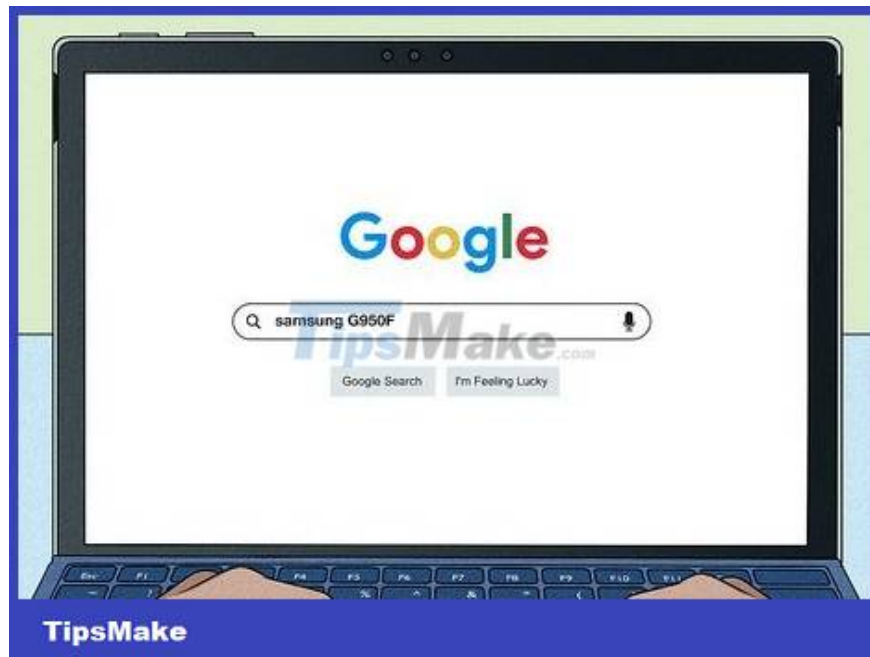 Google
samsung G950F
TipsMake.com
Google Search I'm Feeling Lucky
Esc F1 F4 F5 F6 F7 F8 F9 F10 F11
% ^ & * (
TipsMake